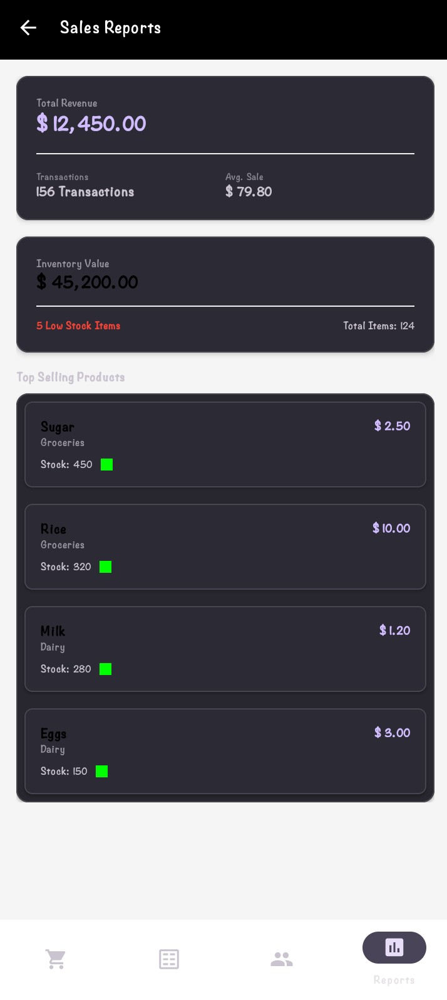 Sales Reports
Total Revenue
$ 12,450.00
Transactions
Avg. Sale
156 Transactions
$ 79.80
Inventory Value
$ 45,200.00
5 Low Stock Items
Total Items: 124
Top Selling Products
Sugar
$ 2.50
Groceries
Stock: 450
Rice
$ 10.00
Groceries
Stock: 320
Milk
$ 1.20
Dairy
Stock: 280
Eggs
$ 3.00
Dairy
Stock: 150
Reports